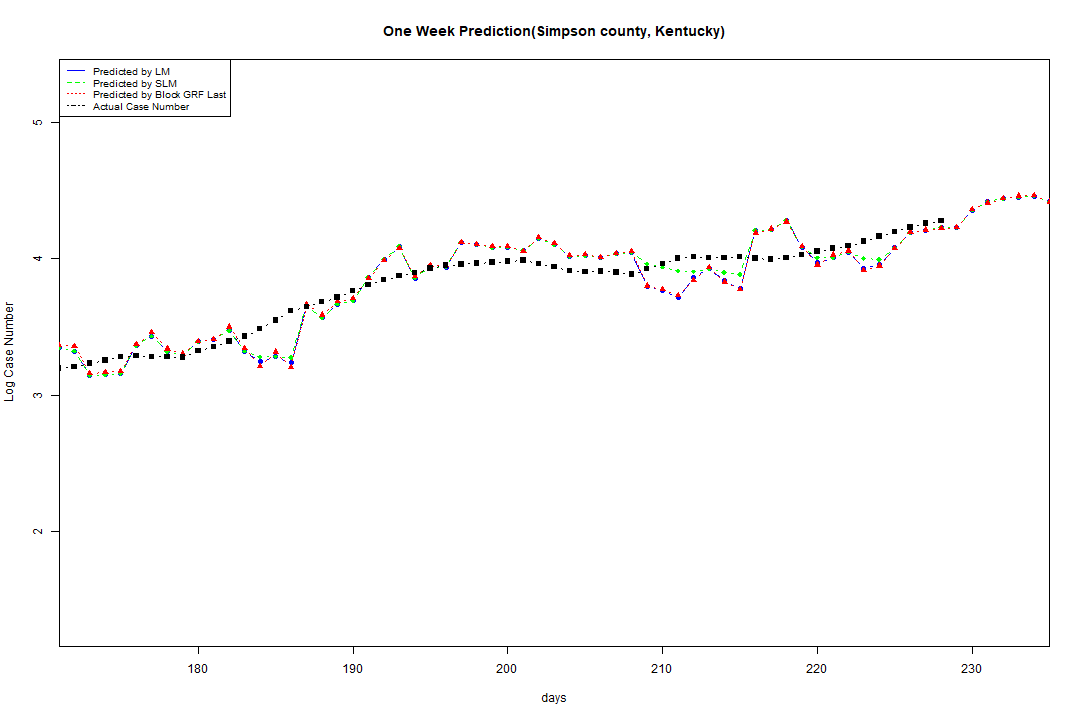 One Week Prediction(Simpson county, Kentucky)
Predicted by LM
Predicted by SLM
Predicted by Block GRF Last
Actual Case Number
5
4
3
2
Log Case Number
180 190 200 210 220 230
days